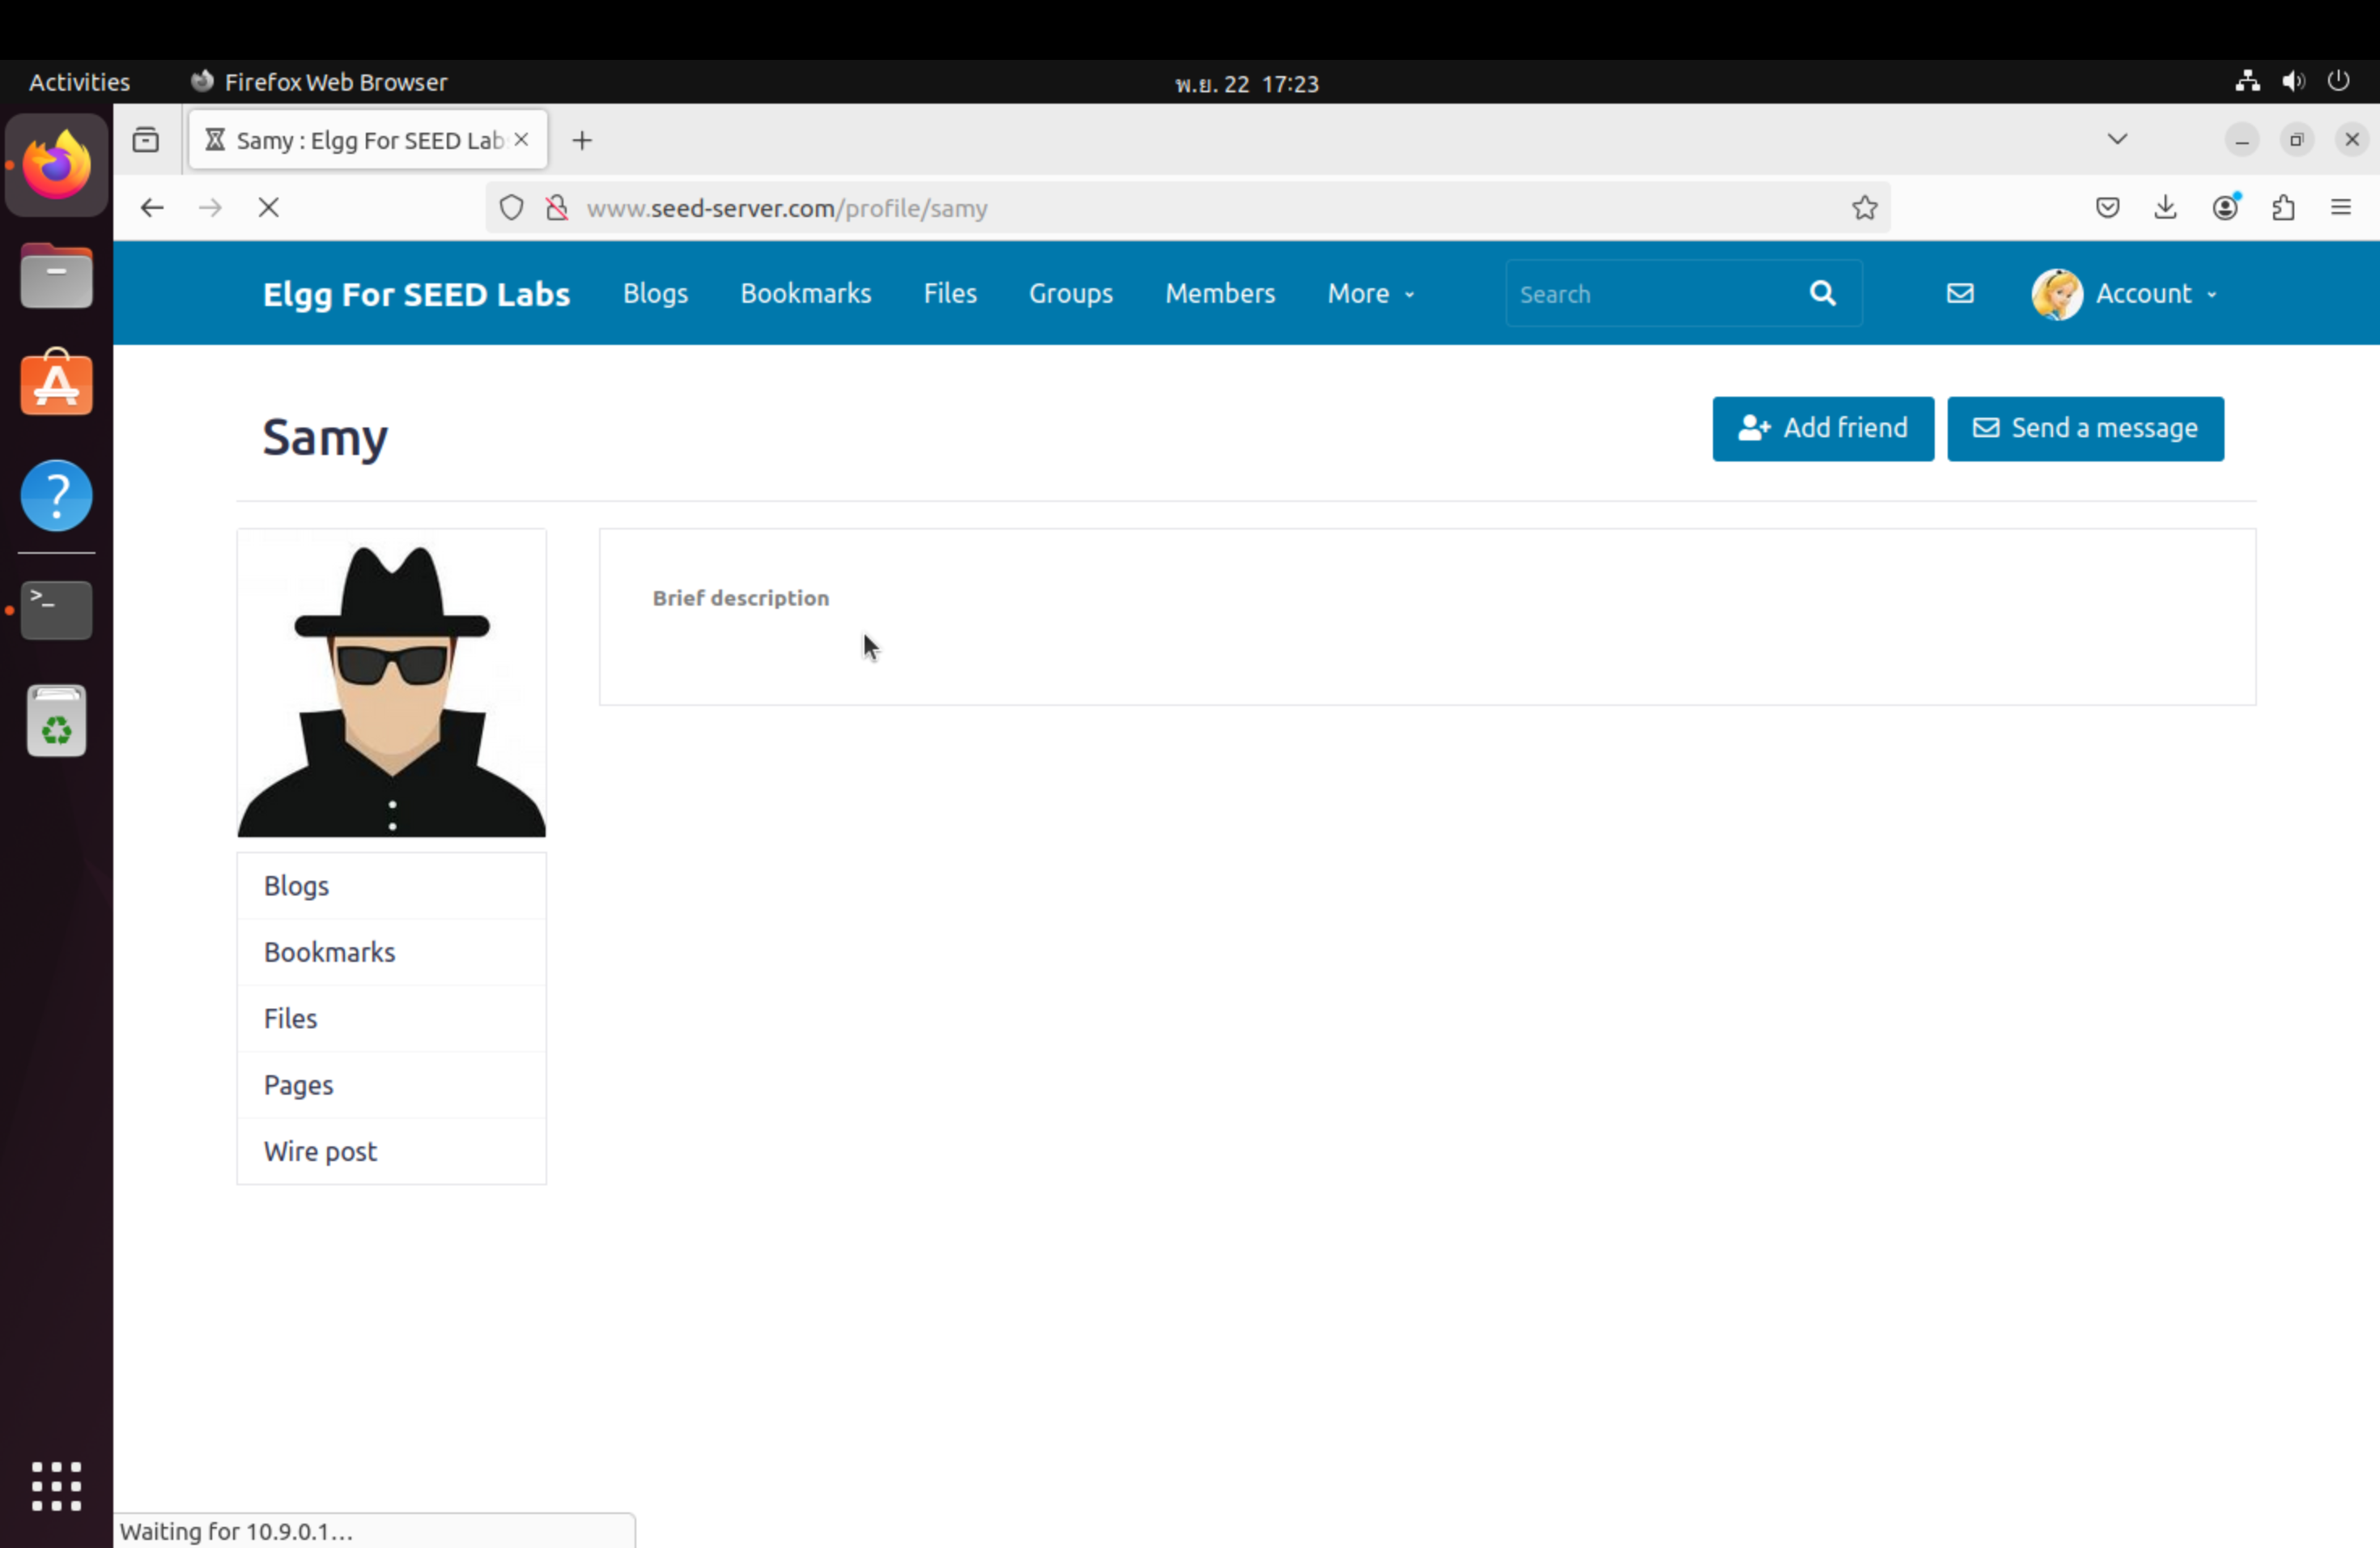 Activities Firefox Web Browser พ.ย. 22 17:23
Samy : Elgg For SEED Lab
www.seed-server.com/profile/samy
Elgg For SEED Labs Blogs Bookmarks Files Groups Members More Search Account
Samy
Add friend Send a message
Brief description
Blogs
Bookmarks
Files
Pages
Wire post
Waiting for 10.9.0.1…